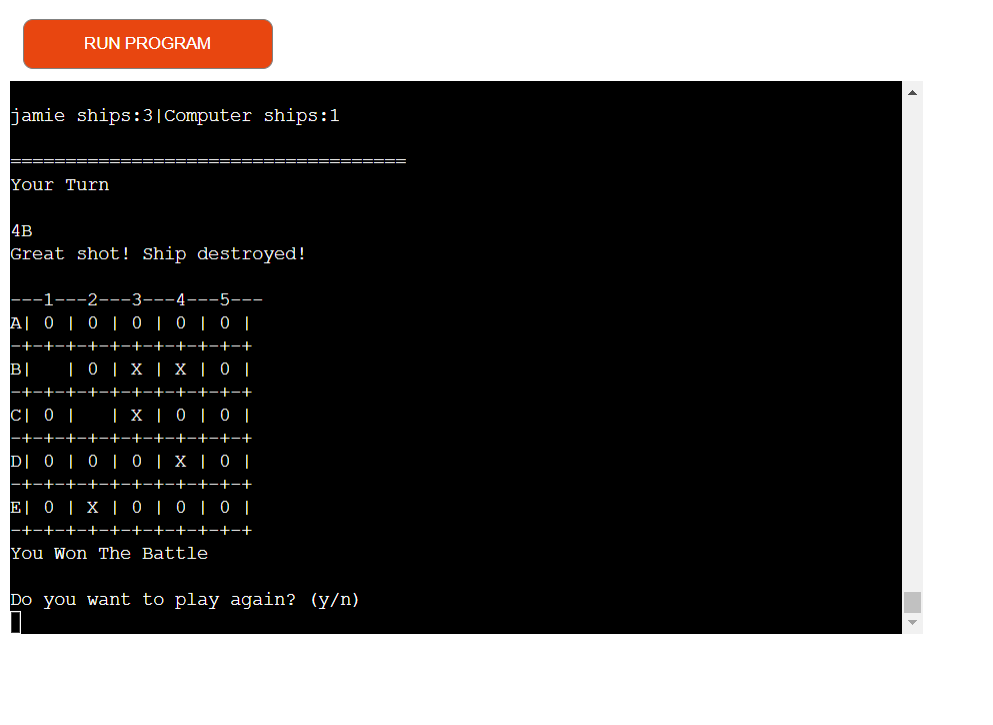 RUN PROGRAM
jamie ships:3|Computer ships:1
====================================
Your Turn
4B
Great shot! Ship destroyed!
---1---2---3---4---5---
A| 0 | 0 | 0 | 0 | 0 |
-+-+-+-+-+-+-+-+-+-+-+
B|   | 0 | X | X | 0 |
-+-+-+-+-+-+-+-+-+-+-+
C| 0 |   | X | 0 | 0 |
-+-+-+-+-+-+-+-+-+-+-+
D| 0 | 0 | 0 | X | 0 |
-+-+-+-+-+-+-+-+-+-+-+
E| 0 | X | 0 | 0 | 0 |
-+-+-+-+-+-+-+-+-+-+-+
You Won The Battle
Do you want to play again? (y/n)